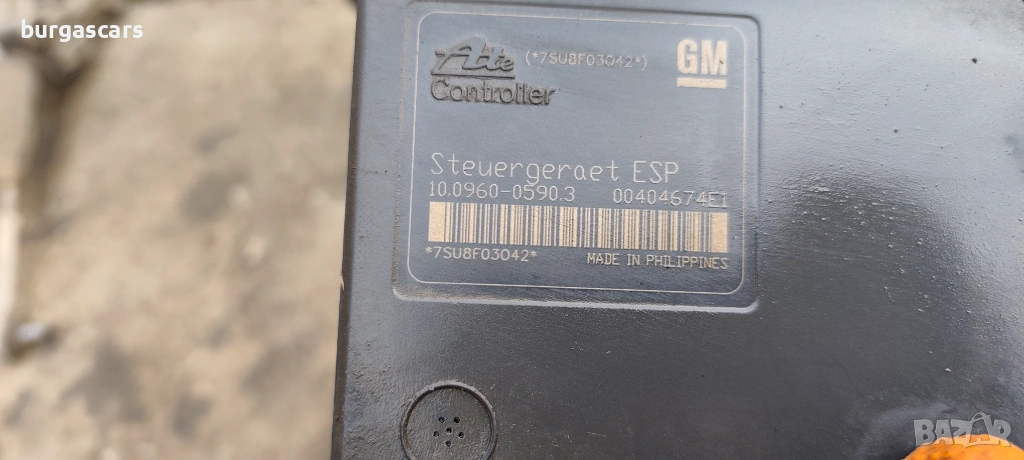 burgascars
Ate (*7SU8F03042*) GM
Controller
Steuergeraet ESP
10.0960-0590.3 00404674E1
*7SU8F03042* MADE IN PHILIPPINES
BAZAR